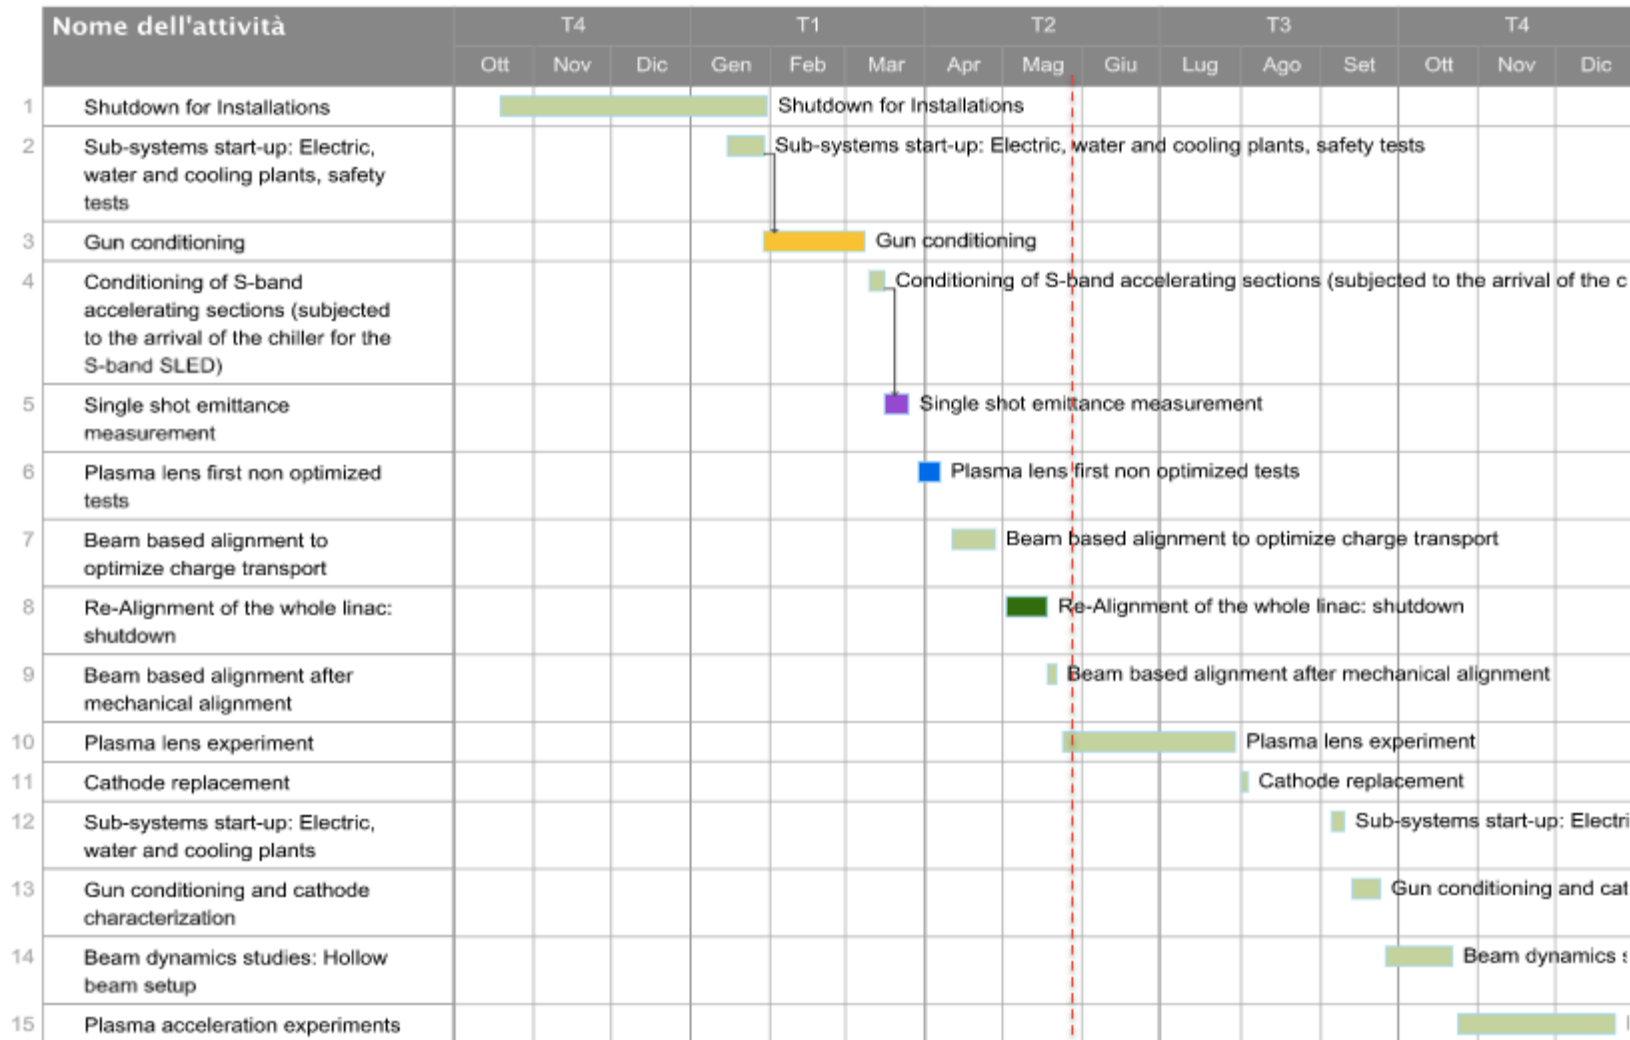 Nome dell'attività
T4 T1 T2 T3 T4
Ott Nov Dic Gen Feb Mar Apr Mag Giu Lug Ago Set Ott Nov Dic
1 Shutdown for Installations Shutdown for Installations
2 Sub-systems start-up: Electric, Sub-systems start-up: Electric, water and cooling plants, safety tests
water and cooling plants, safety
tests
3 Gun conditioning Gun conditioning
4 Conditioning of S-band Conditioning of S-band accelerating sections (subjected to the arrival of the c
accelerating sections (subjected
to the arrival of the chiller for the
S-band SLED)
5 Single shot emittance Single shot emittance measurement
measurement
6 Plasma lens first non optimized Plasma lens first non optimized tests
tests
7 Beam based alignment to Beam based alignment to optimize charge transport
optimize charge transport
8 Re-Alignment of the whole linac: Re-Alignment of the whole linac: shutdown
shutdown
9 Beam based alignment after Beam based alignment after mechanical alignment
mechanical alignment
10 Plasma lens experiment Plasma lens experiment
11 Cathode replacement Cathode replacement
12 Sub-systems start-up: Electric, Sub-systems start-up: Electri
water and cooling plants
13 Gun conditioning and cathode Gun conditioning and cat
characterization
14 Beam dynamics studies: Hollow Beam dynamics s
beam setup
15 Plasma acceleration experiments